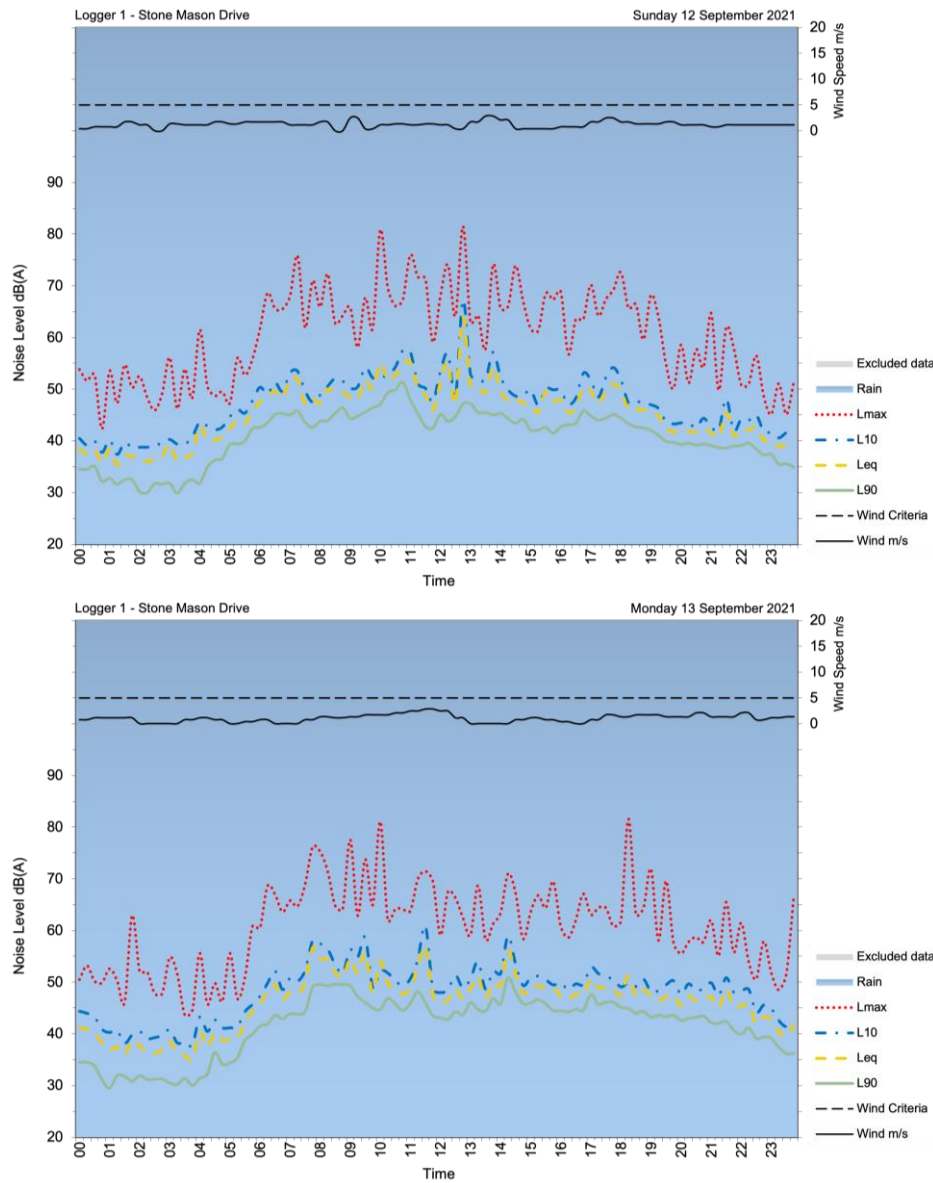 Logger 1 - Stone Mason Drive Sunday 12 September 2021
20
15
10
5
0
Wind Speed m/s
90
80
70
60
50
40
30
20
Noise Level dB(A)
Excluded data
Rain
Lmax
L10
Leq
L90
Wind Criteria
Wind m/s
00 01 02 03 04 05 06 07 08 09 10 11 12 13 14 15 16 17 18 19 20 21 22 23
Time
Logger 1 - Stone Mason Drive Monday 13 September 2021
20
15
10
5
0
Wind Speed m/s
90
80
70
60
50
40
30
20
Noise Level dB(A)
Excluded data
Rain
Lmax
L10
Leq
L90
Wind Criteria
Wind m/s
00 01 02 03 04 05 06 07 08 09 10 11 12 13 14 15 16 17 18 19 20 21 22 23
Time